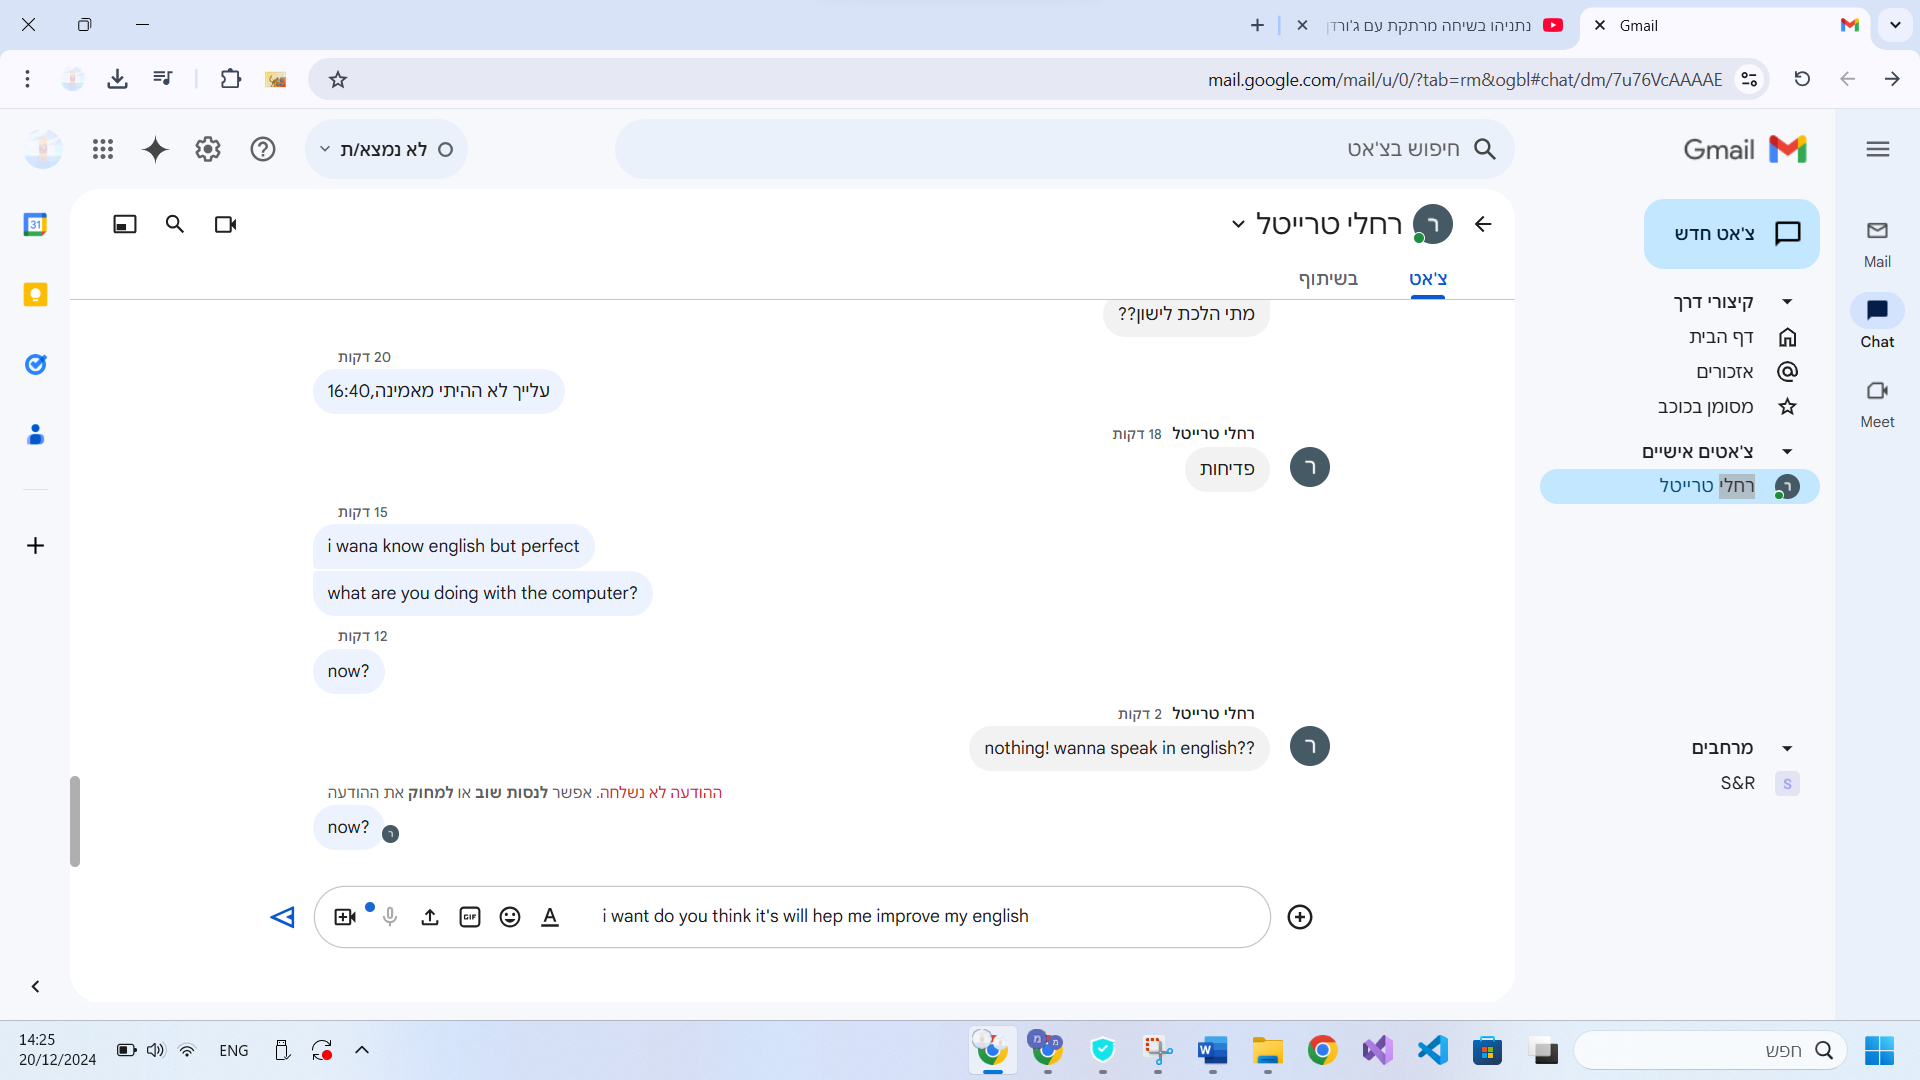 Gmail
נתניהו בשיחה מרתקת עם ג'ורדן
mail.google.com/mail/u/0/?tab=rm&ogbl#chat/dm/7u76VcAAAAE
Gmail
חיפוש בצ'אט
לא נמצא/ת
Mail
Chat
Meet
צ'אט חדש
קיצורי דרך
דף הבית
אזכורים
מסומן בכוכב
צ'אטים אישיים
ר
רחלי טרייטל
מרחבים
S
S&R
31
ר
רחלי טרייטל
צ'אט
בשיתוף
מתי הלכת לישון??
20 דקות
עלייך לא ההיתי מאמינה,16:40
רחלי טרייטל 18 דקות
ר
פדיחות
15 דקות
i wana know english but perfect
what are you doing with the computer?
12 דקות
now?
רחלי טרייטל 2 דקות
ר
nothing! wanna speak in english??
ההודעה לא נשלחה. אפשר לנסות שוב או למחוק את ההודעה
now?
ר
GIF
i want do you think it's will hep me improve my english
חפש
ENG
14:25
20/12/2024